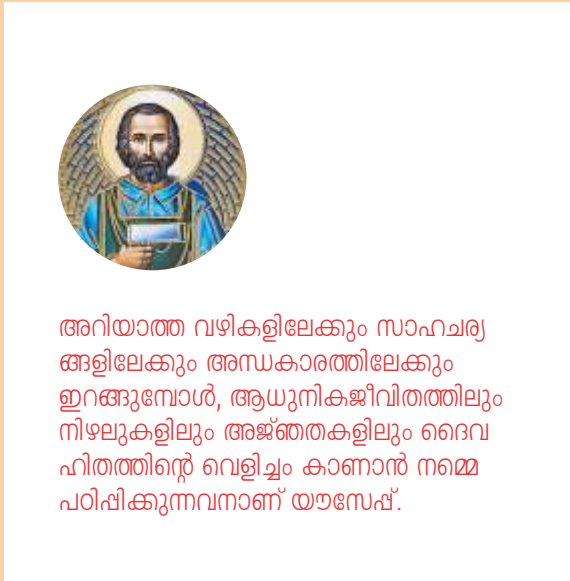 അറിയാത്ത വഴികളിലേക്കും സാഹചര്യ
ങ്ങളിലേക്കും അന്ധകാരത്തിലേക്കും
ഇറങ്ങുമ്പോൾ, ആധുനികജീവിതത്തിലും
നിഴലുകളിലും അജ്ഞതകളിലും ദൈവ
ഹിതത്തിന്റെ വെളിച്ചം കാണാൻ നമ്മെ
പഠിപ്പിക്കുന്നവനാണ് യൗസേപ്പ്.